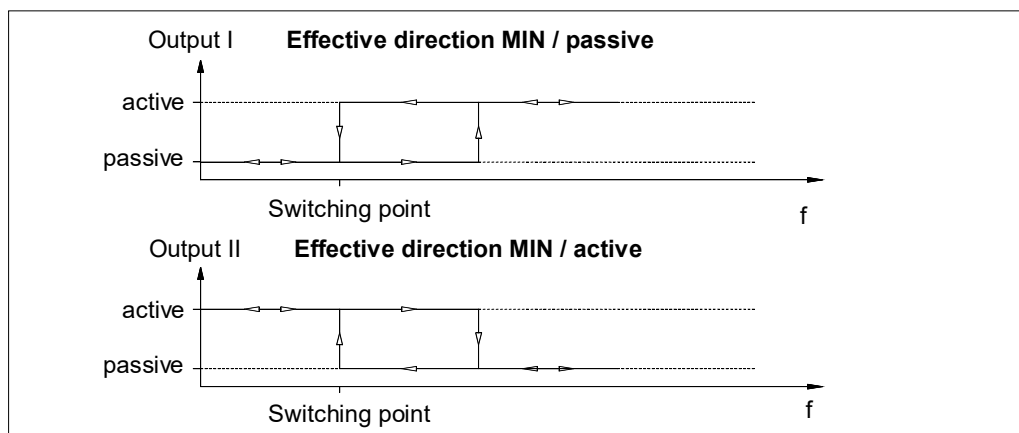 Output I Effective direction MIN / passive
active
passive
Switching point
f
Output II Effective direction MIN / active
active
passive
Switching point
f